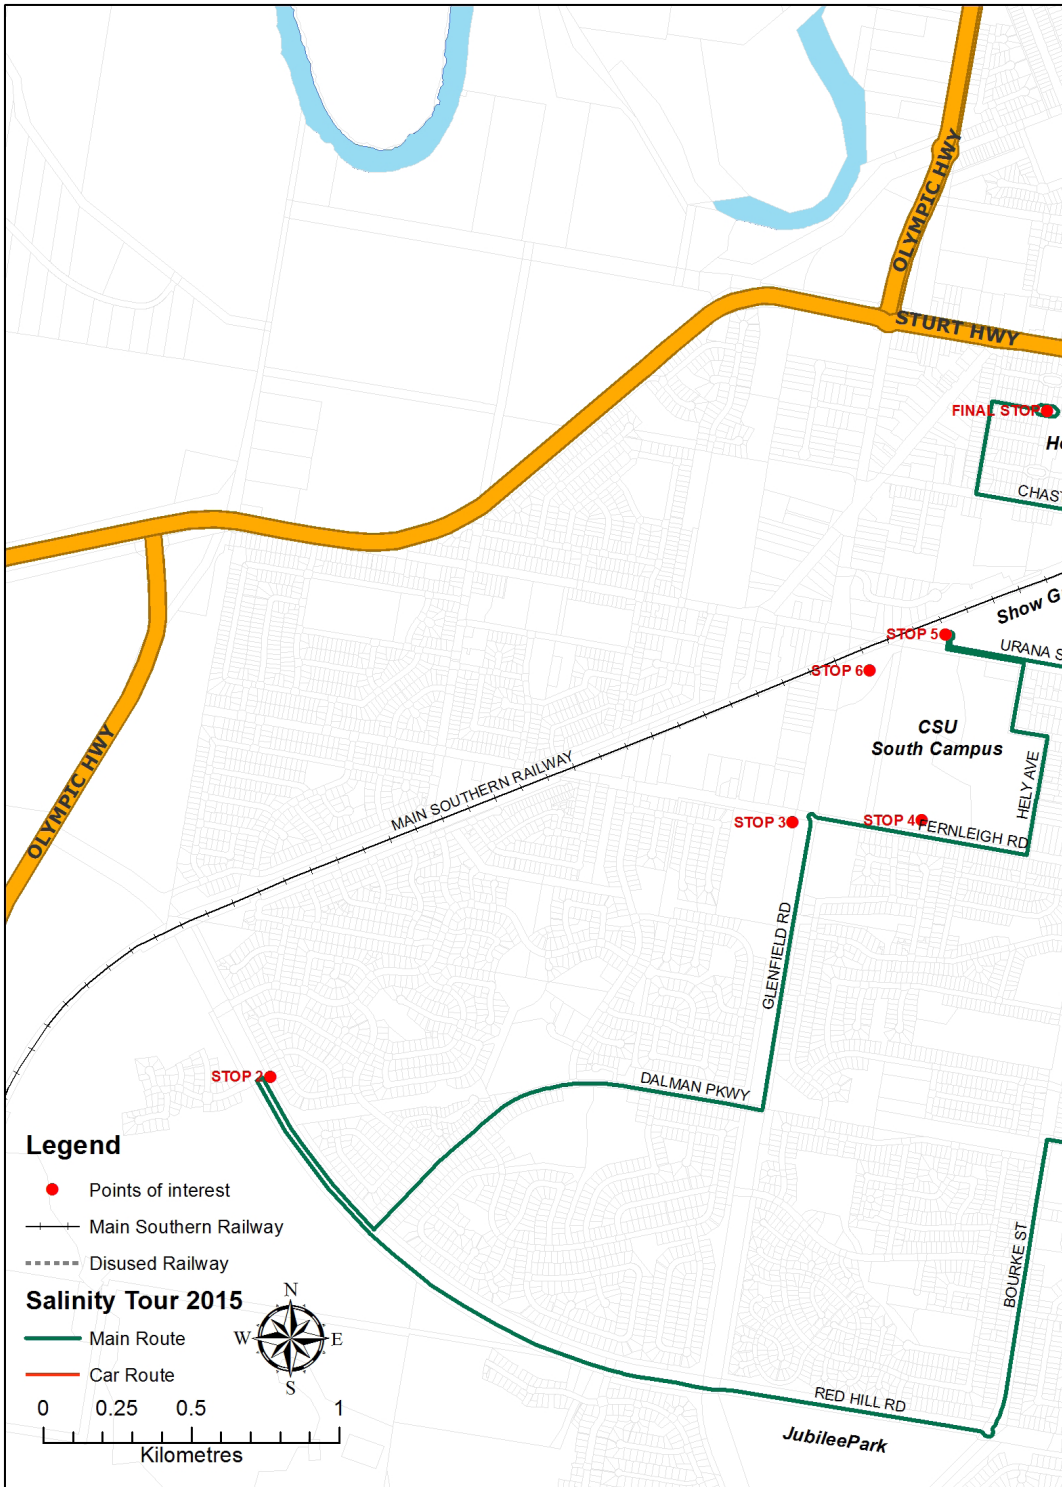 OLYMPIC HWY
STURT HWY
FINAL STOP
H
CHAST
Show G
STOP 5
URANA S
STOP 6
CSU
South Campus
MAIN SOUTHERN RAILWAY
HELY AVE
OLYMPIC HWY
STOP 3
STOP 4
FERNLEIGH RD
GLENFIELD RD
STOP 2
DALMAN PKWY
Legend
Points of interest
Main Southern Railway
Disused Railway
Salinity Tour 2015
N
W E
S
Main Route
Car Route
BOURKE ST
0 0.25 0.5 1
Kilometres
RED HILL RD
JubileePark